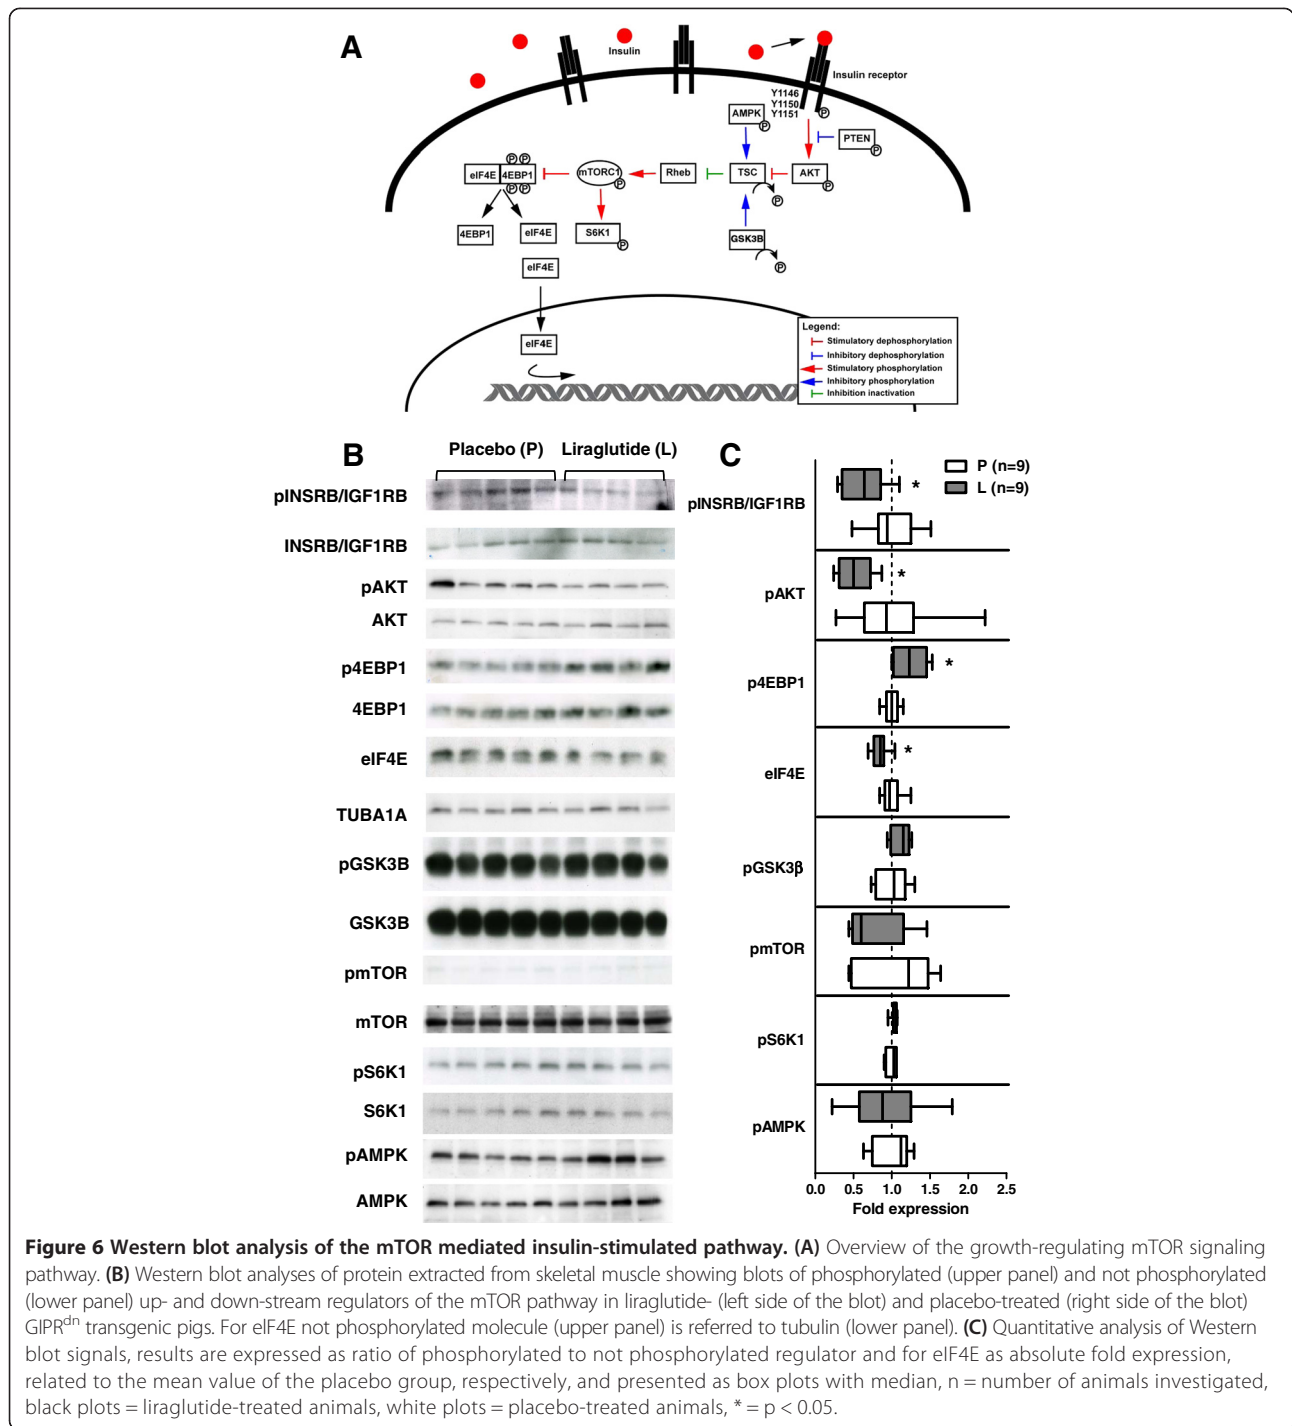 A
Insulin
Insulin receptor
Y1146
Y1150
Y1151
P
AMPK
P
PTEN
P
P P
eIF4E 4EBP1
P P
mTORC1
P
Rheb
TSC
P
AKT
P
4EBP1
eIF4E
S6K1
P
GSK3B
P
eIF4E
eIF4E
Legend:
Stimulatory dephosphorylation
Inhibitory dephosphorylation
Stimulatory phosphorylation
Inhibitory phosphorylation
Inhibition inactivation
B
Placebo (P) Liraglutide (L)
pINSRB/IGF1RB
INSRB/IGF1RB
pAKT
AKT
p4EBP1
4EBP1
eIF4E
TUBA1A
pGSK3B
GSK3B
pmTOR
mTOR
pS6K1
S6K1
pAMPK
AMPK
C
P (n=9)
L (n=9)
pINSRB/IGF1RB
*
pAKT
*
p4EBP1
*
eIF4E
*
pGSK3β
pmTOR
pS6K1
pAMPK
0.0 0.5 1.0 1.5 2.0 2.5
Fold expression
Figure 6 Western blot analysis of the mTOR mediated insulin-stimulated pathway. (A) Overview of the growth-regulating mTOR signaling
pathway. (B) Western blot analyses of protein extracted from skeletal muscle showing blots of phosphorylated (upper panel) and not phosphorylated
(lower panel) up- and down-stream regulators of the mTOR pathway in liraglutide- (left side of the blot) and placebo-treated (right side of the blot)
GIPRdn transgenic pigs. For eIF4E not phosphorylated molecule (upper panel) is referred to tubulin (lower panel). (C) Quantitative analysis of Western
blot signals, results are expressed as ratio of phosphorylated to not phosphorylated regulator and for eIF4E as absolute fold expression,
related to the mean value of the placebo group, respectively, and presented as box plots with median, n = number of animals investigated,
black plots = liraglutide-treated animals, white plots = placebo-treated animals, * = p < 0.05.